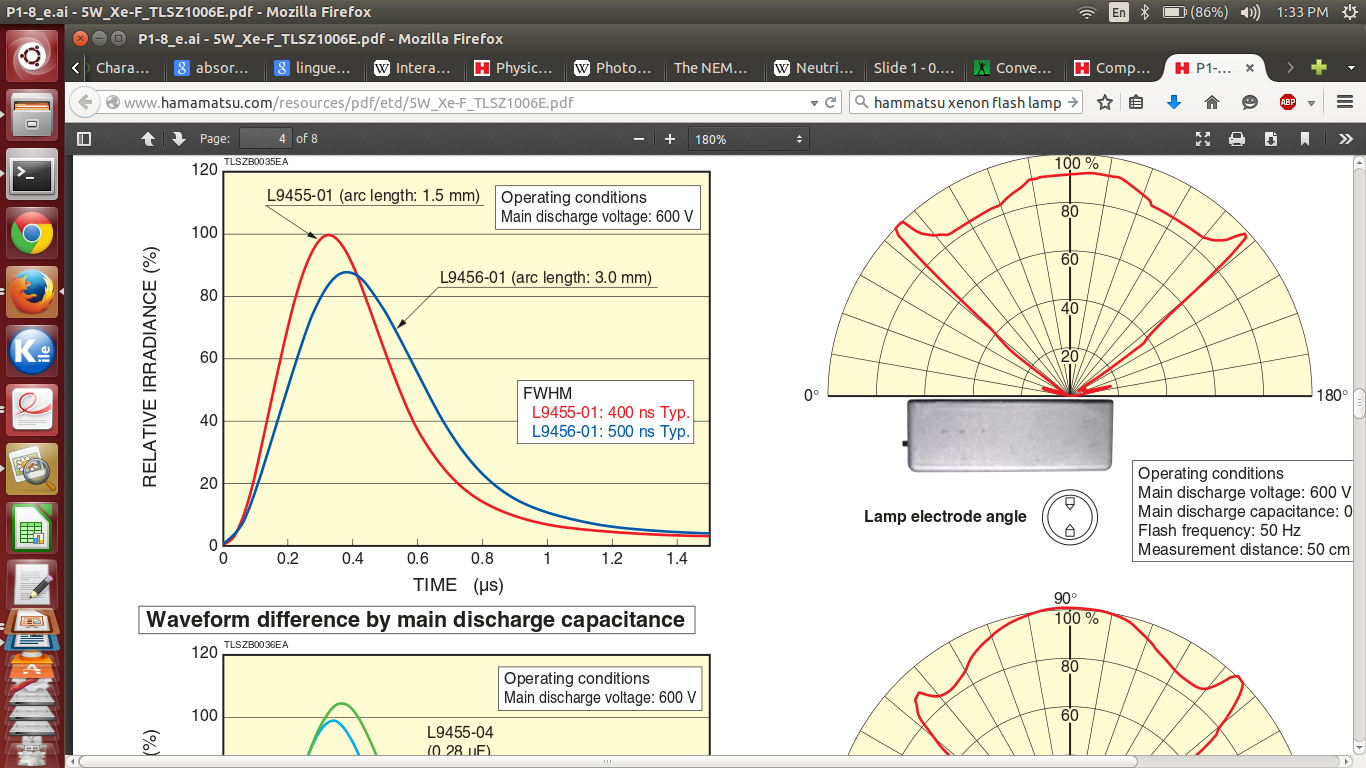 P1-8_e.ai - 5W_Xe-F_TLSZ1006E.pdf - Mozilla Firefox
En
(86%)
1:33 PM
P1-8_e.ai - 5W_Xe-F_TLSZ1006E.pdf - Mozilla Firefox
Chara...
absor...
lingue...
Intera...
Physic...
Photo...
The NEM...
Neutri...
Slide 1 - 0....
Conve...
Comp...
P1-...
www.hamamatsu.com/resources/pdf/etd/5W_Xe-F_TLSZ1006E.pdf
hammatsu xenon flash lamp
ABP
Page: 4 of 8
180%
TLSZB0035EA
120
100
80
60
40
20
0
RELATIVE IRRADIANCE (%)
L9455-01 (arc length: 1.5 mm)
Operating conditions
Main discharge voltage: 600 V
L9456-01 (arc length: 3.0 mm)
FWHM
L9455-01: 400 ns Typ.
L9456-01: 500 ns Typ.
0 0.2 0.4 0.6 0.8 1 1.2 1.4
TIME (μs)
Waveform difference by main discharge capacitance
TLSZB0036EA
120
100
(%)
Operating conditions
Main discharge voltage: 600 V
L9455-04
(0.28 μF)
100 %
80
60
40
20
0°
180°
Lamp electrode angle
Operating conditions
Main discharge voltage: 600 V
Main discharge capacitance: 0
Flash frequency: 50 Hz
Measurement distance: 50 cm
90°
100 %
80
60